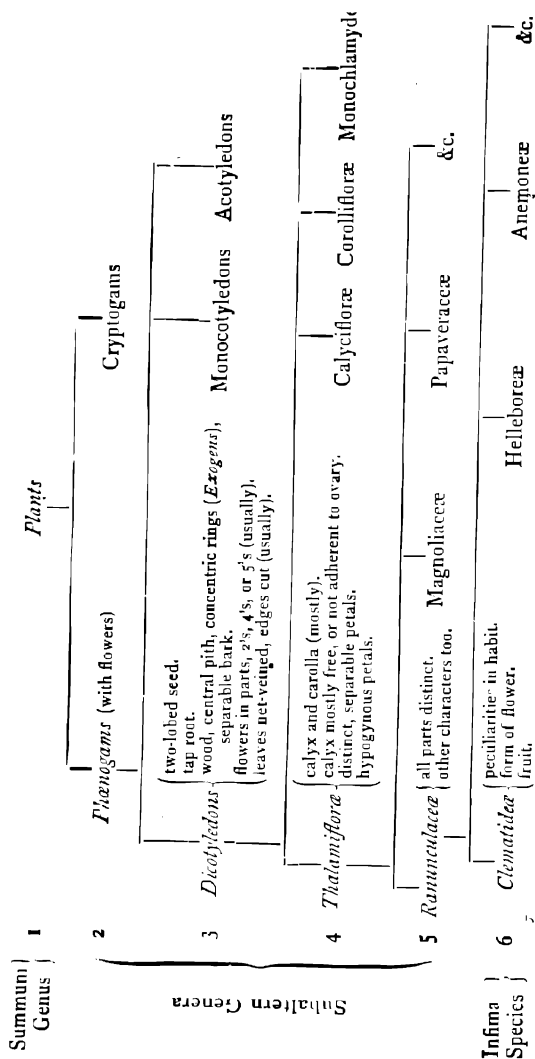 Summum
Genus
1
Plants
2
Phænogams (with flowers)
Cryptogams
Subaltern Genera
3
Dicotyledons
two-lobed seed.
tap root.
wood, central pith, concentric rings (Exogens),
separable bark.
flowers in parts, 2's, 4's, or 5's (usually).
leaves net-veined, edges cut (usually).
Monocotyledons
Acotyledons
4
Thalamifloræ
calyx and carolla (mostly).
calyx mostly free, or not adherent to ovary.
distinct, separable petals.
hypogynous petals.
Calycifloræ
Corollifloræ
Monochlamyd
5
Ranunculaceæ
all parts distinct.
other characters too.
Magnoliaceæ
Papaveraceæ
&c.
Infima
Species
6
Clematideæ
peculiarities in habit.
form of flower.
fruit.
Helleboreæ
Anemoneæ
&c.